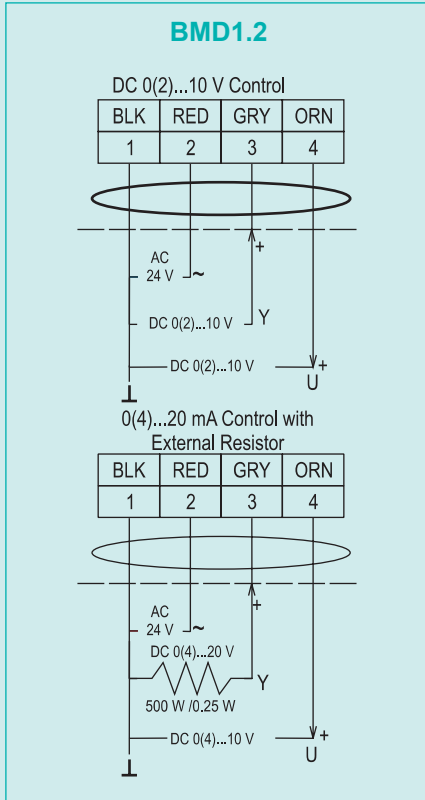 BMD1.2
DC 0(2)...10 V Control
BLK RED GRY ORN
1 2 3 4
+
AC
24 V ~
DC 0(2)...10 V Y
DC 0(2)...10 V +
U
0(4)...20 mA Control with
External Resistor
BLK RED GRY ORN
1 2 3 4
+
AC
24 V ~
DC 0(4)...20 V
Y
500 W /0.25 W
DC 0(4)...10 V +
U